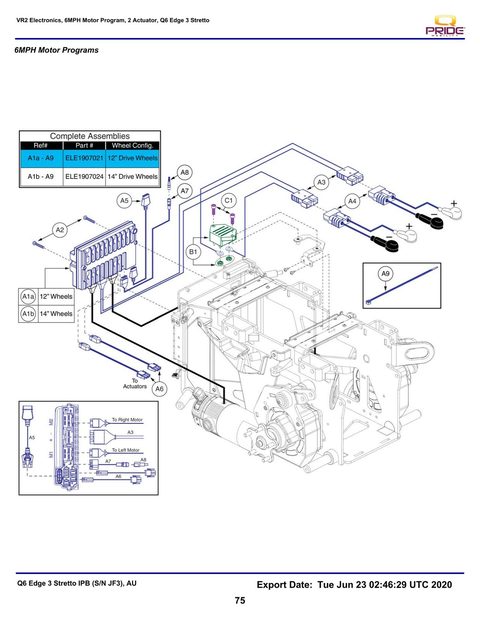 VR2 Electronics, 6MPH Motor Program, 2 Actuator, Q6 Edge 3 Stretto
Q
PRIDE
6MPH Motor Programs
Complete Assemblies
Ref# Part # Wheel Config.
A1a - A9 ELE1907021 12" Drive Wheels
A1b - A9 ELE1907024 14" Drive Wheels
A8
A7
A5
C1
A3
A4
A2
B1
A9
+
−
+
−
A1a 12" Wheels
A1b 14" Wheels
To
Actuators
A6
A5
M2
M1
To Right Motor
A3
To Left Motor
A7 A8
A6
Q6 Edge 3 Stretto IPB (S/N JF3), AU
Export Date: Tue Jun 23 02:46:29 UTC 2020
75